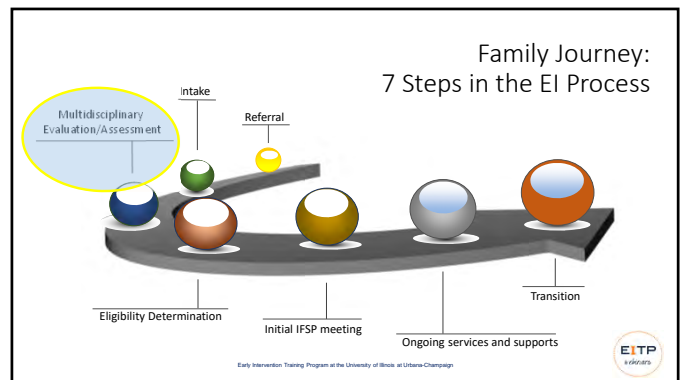 Family Journey:
7 Steps in the EI Process
Intake
Multidisciplinary
Evaluation/Assessment
Referral
Eligibility Determination
Initial IFSP meeting
Ongoing services and supports
Transition
Early Intervention Training Program at the University of Illinois at Urbana-Champaign
EITP